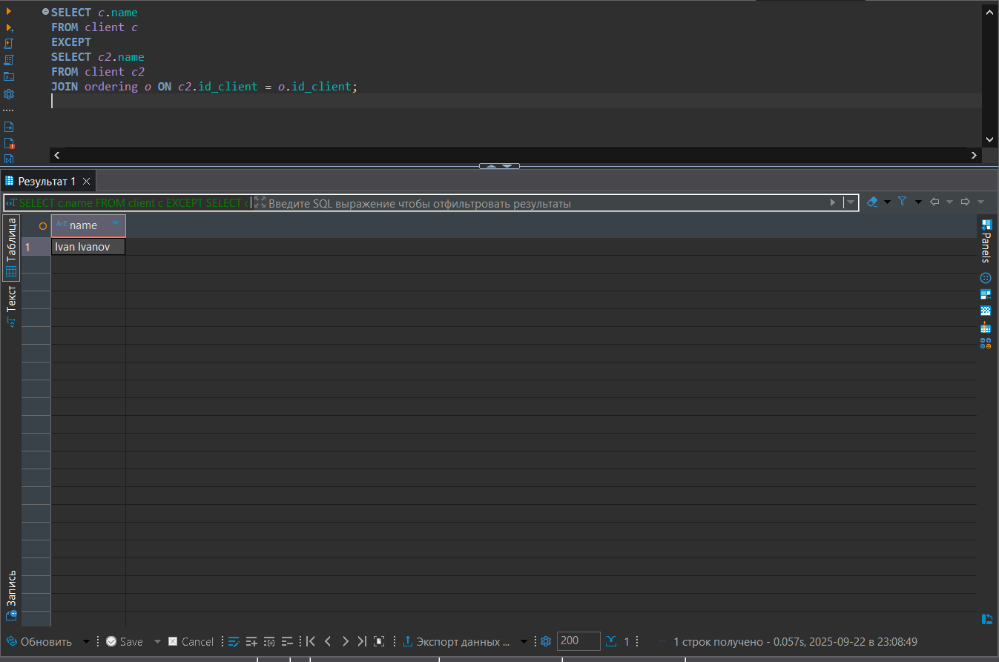 SELECT c.name
FROM client c
EXCEPT
SELECT c2.name
FROM client c2
JOIN ordering o ON c2.id_client = o.id_client;
Результат 1
SELECT c.name FROM client c EXCEPT SELECT c
Введите SQL выражение чтобы отфильтровать результаты
Таблица
Текст
Запись
A-Z name
1 Ivan Ivanov
Panels
Обновить Save Cancel Экспорт данных ... 200 1 ... 1 строк получено - 0.057s, 2025-09-22 в 23:08:49